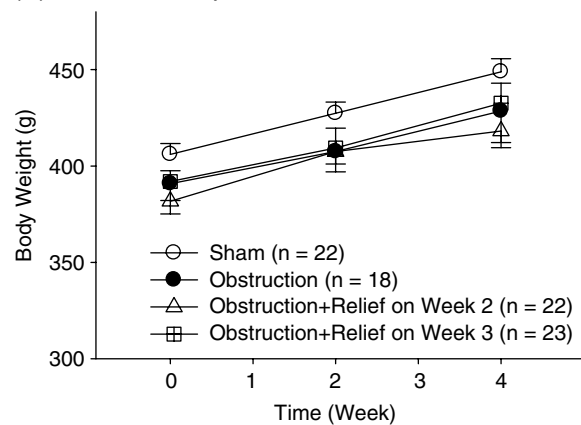 450
400
350
300
Body Weight (g)
Sham (n = 22)
Obstruction (n = 18)
Obstruction+Relief on Week 2 (n = 22)
Obstruction+Relief on Week 3 (n = 23)
0 1 2 3 4
Time (Week)